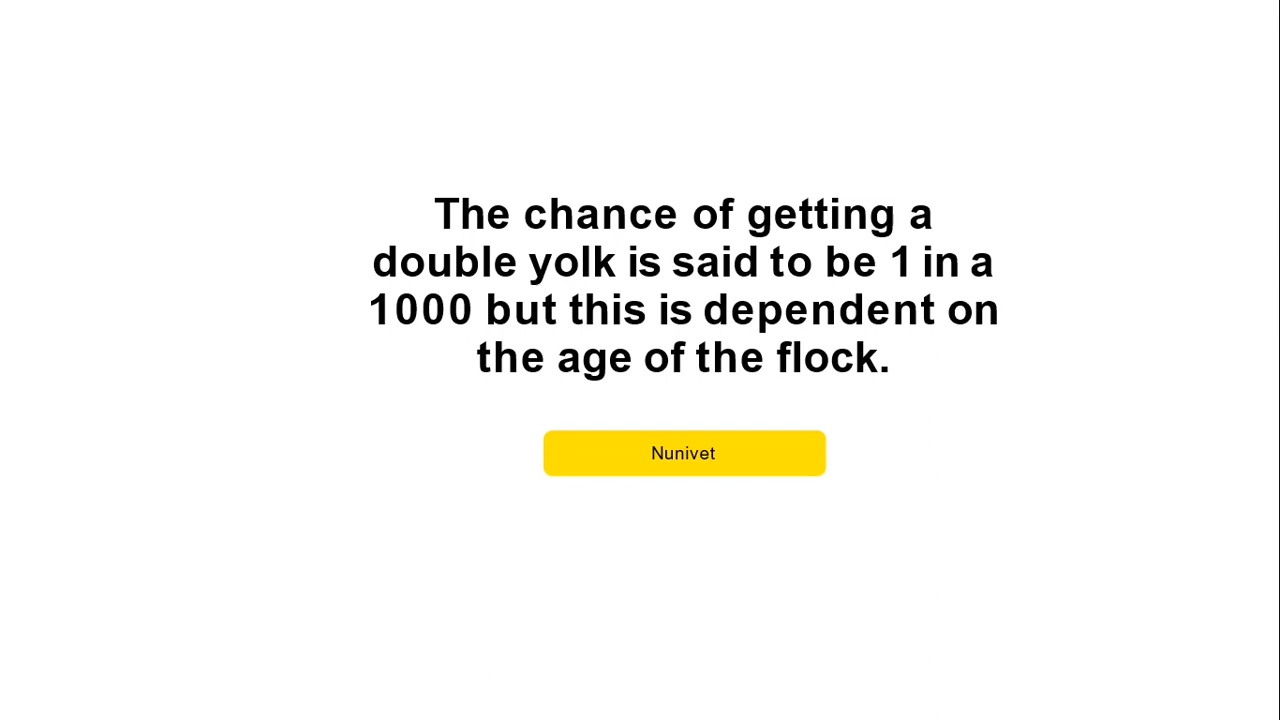 The chance of getting a
double yolk is said to be 1 in a
1000 but this is dependent on
the age of the flock.
Nunivet